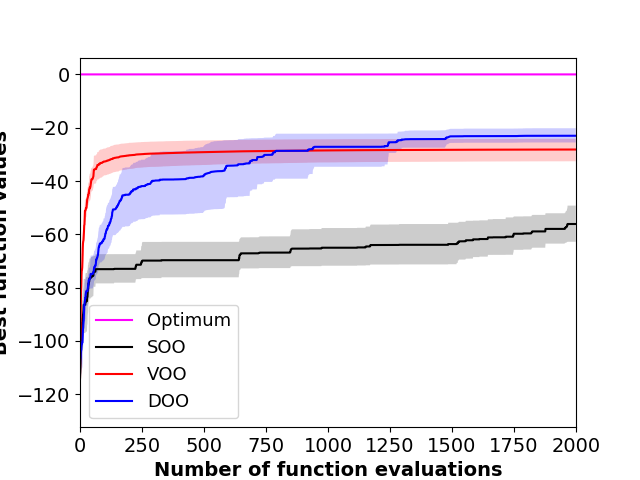 0
−20
−40
−60
−80
−100
−120
Best function values
Optimum
SOO
VOO
DOO
0 250 500 750 1000 1250 1500 1750 2000
Number of function evaluations